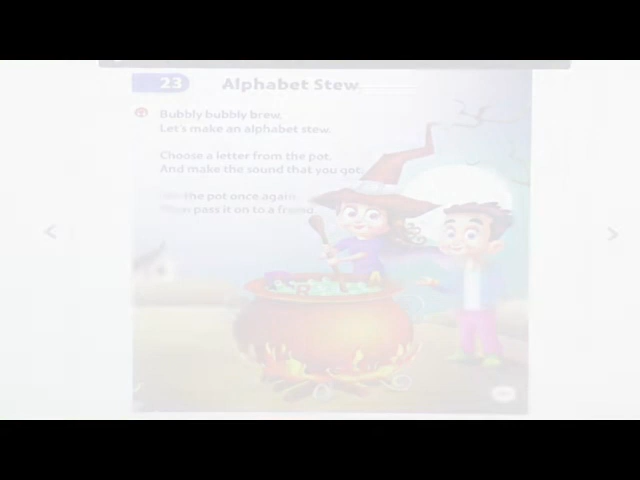 23 Alphabet Stew
Bubbly bubbly brew,
Let's make an alphabet stew.
Choose a letter from the pot.
And make the sound that you got.
the pot once again
pass it on to a friend